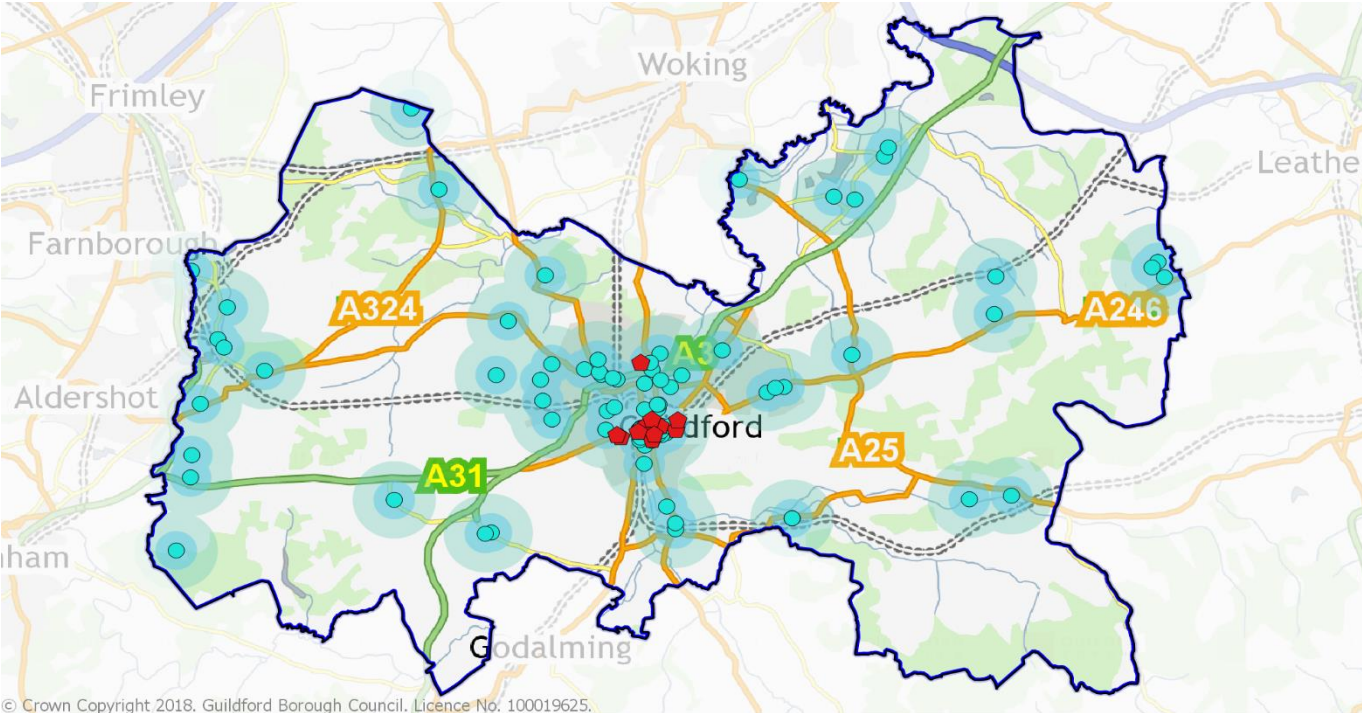 Woking
Frimley
Leathe
Farnborough
A324
A246
A3
Aldershot
ildford
A25
A31
ham
Godalming
© Crown Copyright 2018. Guildford Borough Council. Licence No. 100019625.